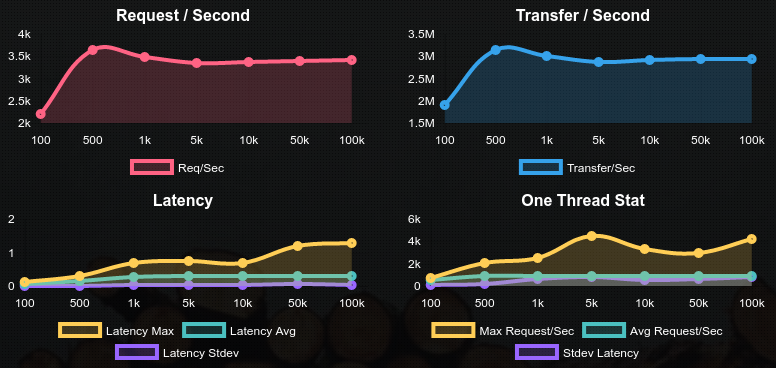 Request / Second
4k
3.5k
3k
2.5k
2k
100 500 1k 5k 10k 50k 100k
Req/Sec
Transfer / Second
3.5M
3M
2.5M
2M
1.5M
100 500 1k 5k 10k 50k 100k
Transfer/Sec
Latency
2
1
0
100 500 1k 5k 10k 50k 100k
Latency Max Latency Avg
Latency Stdev
One Thread Stat
6k
4k
2k
0
100 500 1k 5k 10k 50k 100k
Max Request/Sec Avg Request/Sec
Stdev Latency